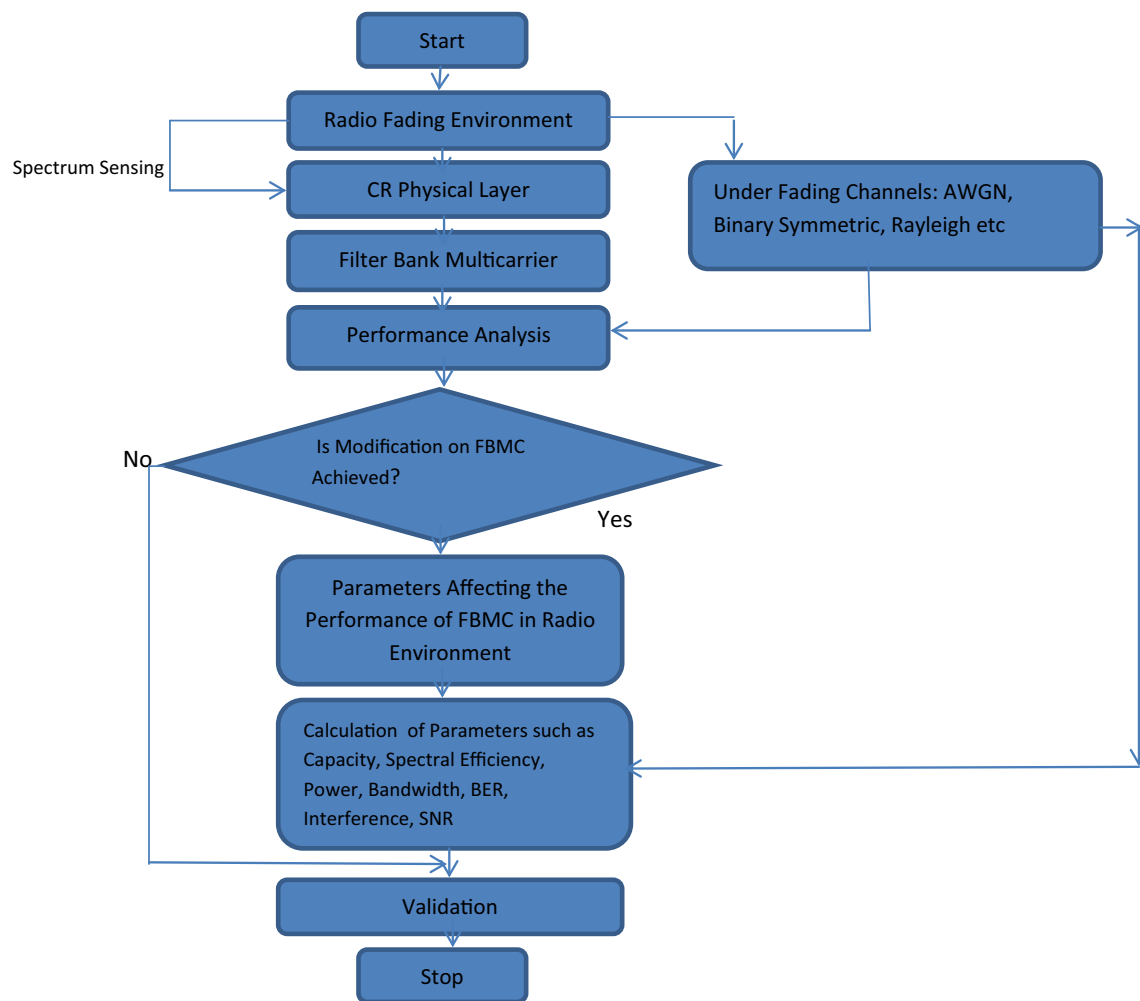 Start
Radio Fading Environment
Spectrum Sensing
CR Physical Layer
Under Fading Channels: AWGN,
Binary Symmetric, Rayleigh etc
Filter Bank Multicarrier
Performance Analysis
Is Modification on FBMC
Achieved?
No
Yes
Parameters Affecting the
Performance of FBMC in Radio
Environment
Calculation  of Parameters such as
Capacity, Spectral Efficiency,
Power, Bandwidth, BER,
Interference, SNR
Validation
Stop